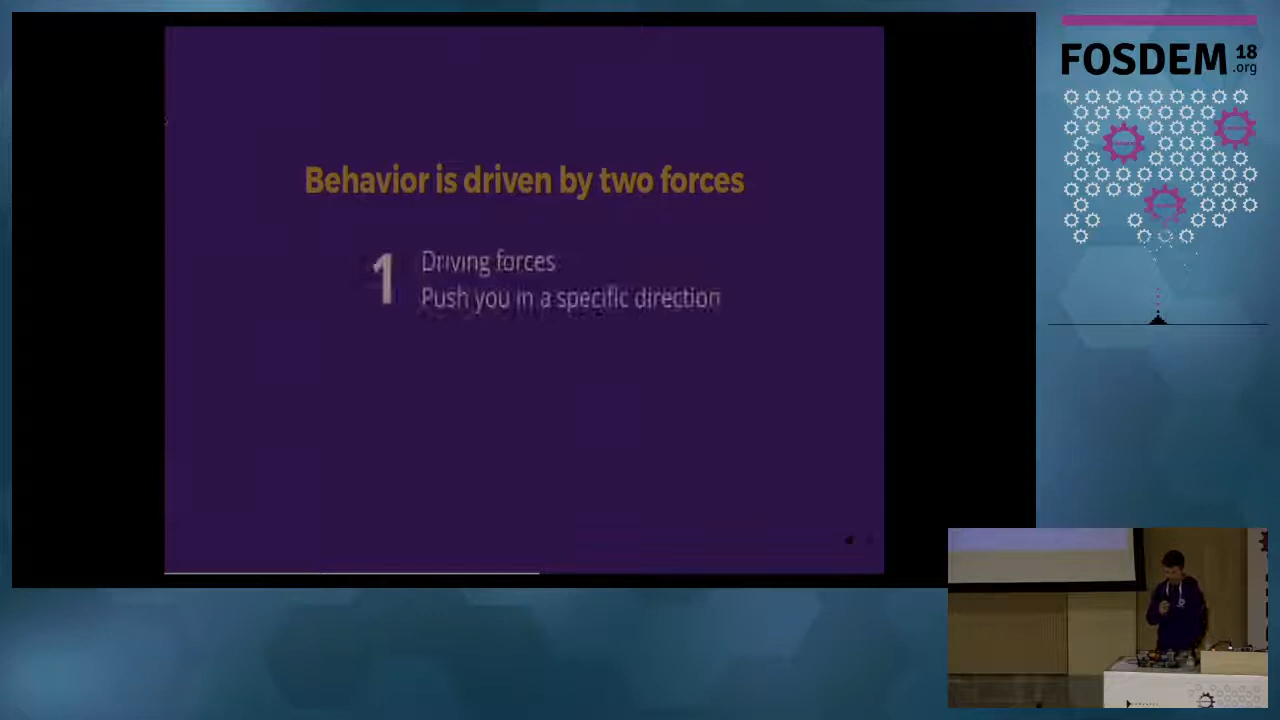 FOSDEM 18
.org
Behavior is driven by two forces
1 Driving forces
Push you in a specific direction